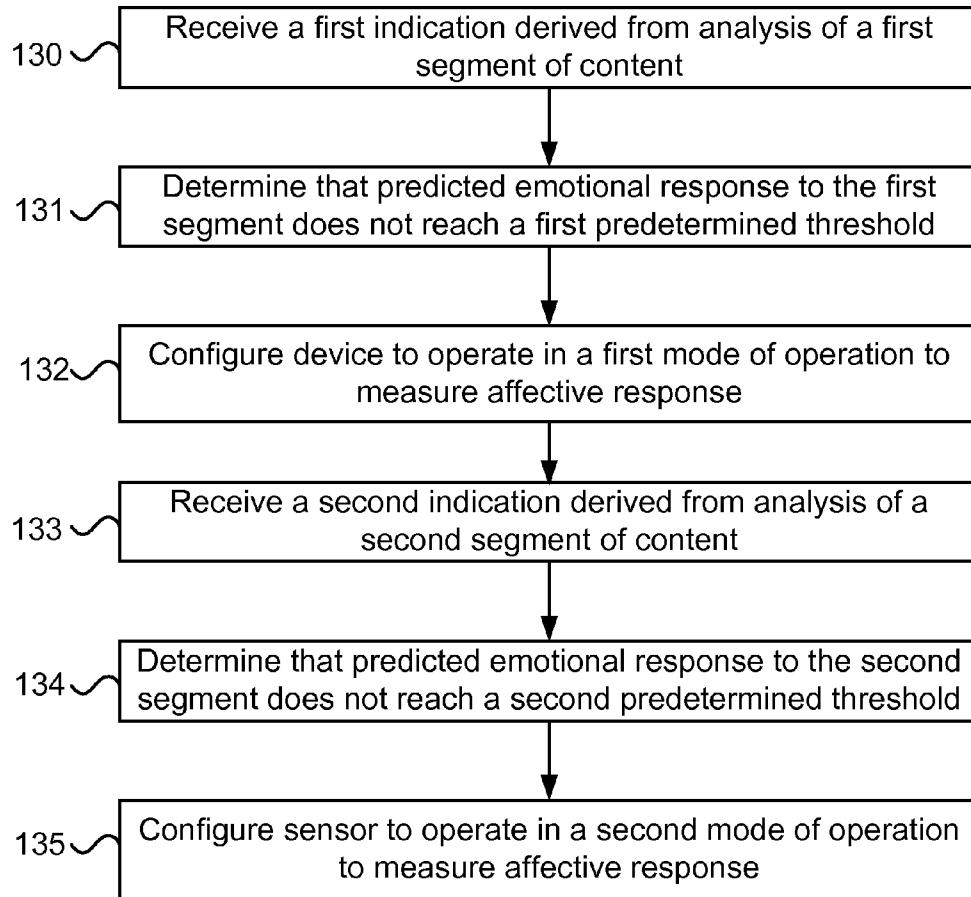 130
Receive a first indication derived from analysis of a first
segment of content
131
Determine that predicted emotional response to the first
segment does not reach a first predetermined threshold
132
Configure device to operate in a first mode of operation to
measure affective response
133
Receive a second indication derived from analysis of a
second segment of content
134
Determine that predicted emotional response to the second
segment does not reach a second predetermined threshold
135
Configure sensor to operate in a second mode of operation
to measure affective response